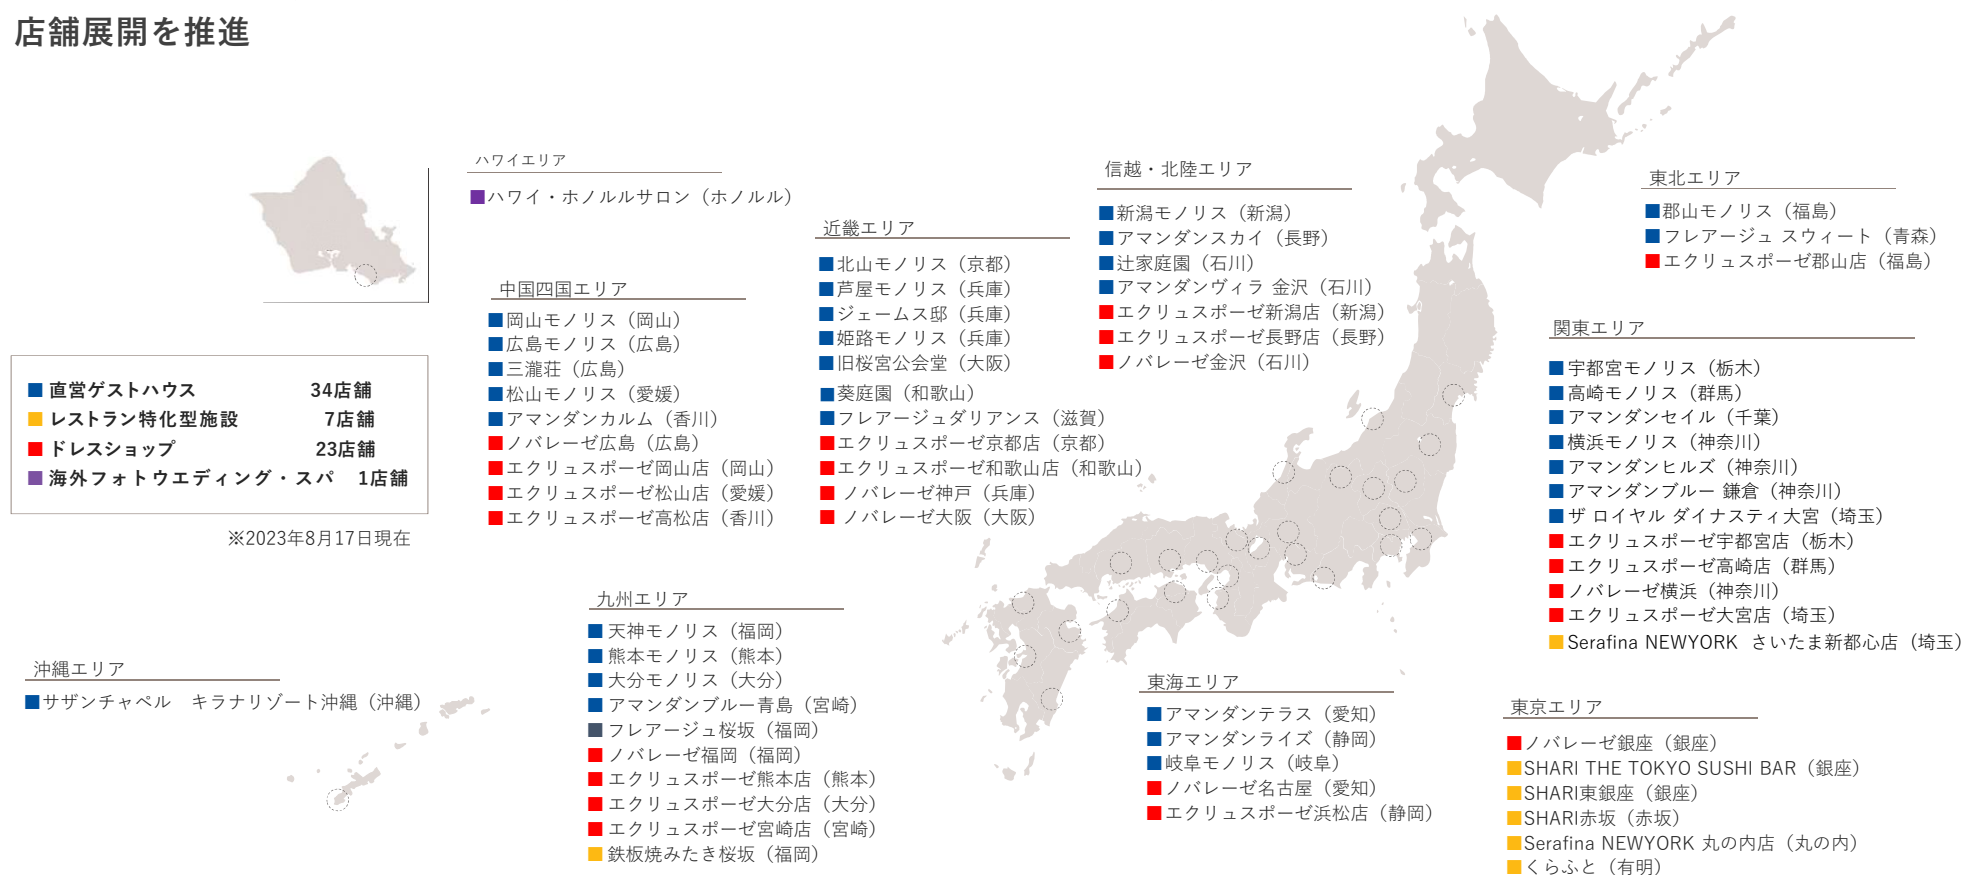 店舗展開を推進
ハワイエリア
■ハワイ・ホノルルサロン（ホノルル）
■直営ゲストハウス 34店舗
■レストラン特化型施設 7店舗
■ドレスショップ 23店舗
■海外フォトウエディング・スパ 1店舗
※2023年8月17日現在
中国四国エリア
■岡山モノリス（岡山）
■広島モノリス（広島）
■三瀧荘（広島）
■松山モノリス（愛媛）
■アマンダンカルム（香川）
■ノバレーゼ広島（広島）
■エクリュスポーゼ岡山店（岡山）
■エクリュスポーゼ松山店（愛媛）
■エクリュスポーゼ高松店（香川）
近畿エリア
■北山モノリス（京都）
■芦屋モノリス（兵庫）
■ジェームス邸（兵庫）
■姫路モノリス（兵庫）
■旧桜宮公会堂（大阪）
■葵庭園（和歌山）
■フレアージュダリアンス（滋賀）
■エクリュスポーゼ京都店（京都）
■エクリュスポーゼ和歌山店（和歌山）
■ノバレーゼ神戸（兵庫）
■ノバレーゼ大阪（大阪）
信越・北陸エリア
■新潟モノリス（新潟）
■アマンダンスカイ（長野）
■辻家庭園（石川）
■アマンダンヴィラ 金沢（石川）
■エクリュスポーゼ新潟店（新潟）
■エクリュスポーゼ長野店（長野）
■ノバレーゼ金沢（石川）
東北エリア
■郡山モノリス（福島）
■フレアージュ スウィート（青森）
■エクリュスポーゼ郡山店（福島）
関東エリア
■宇都宮モノリス（栃木）
■高崎モノリス（群馬）
■アマンダンセイル（千葉）
■横浜モノリス（神奈川）
■アマンダンヒルズ（神奈川）
■アマンダンブルー 鎌倉（神奈川）
■ザ ロイヤル ダイナスティ大宮（埼玉）
■エクリュスポーゼ宇都宮店（栃木）
■エクリュスポーゼ高崎店（群馬）
■ノバレーゼ横浜（神奈川）
■エクリュスポーゼ大宮店（埼玉）
■Serafina NEWYORK さいたま新都心店（埼玉）
沖縄エリア
■サザンチャペル キラナリゾート沖縄（沖縄）
九州エリア
■天神モノリス（福岡）
■熊本モノリス（熊本）
■大分モノリス（大分）
■アマンダンブルー青島（宮崎）
■フレアージュ桜坂（福岡）
■ノバレーゼ福岡（福岡）
■エクリュスポーゼ熊本店（熊本）
■エクリュスポーゼ大分店（大分）
■エクリュスポーゼ宮崎店（宮崎）
■鉄板焼みたき桜坂（福岡）
東海エリア
■アマンダンテラス（愛知）
■アマンダンライズ（静岡）
■岐阜モノリス（岐阜）
■ノバレーゼ名古屋（愛知）
■エクリュスポーゼ浜松店（静岡）
東京エリア
■ノバレーゼ銀座（銀座）
■SHARI THE TOKYO SUSHI BAR（銀座）
■SHARI東銀座（銀座）
■SHARI赤坂（赤坂）
■Serafina NEWYORK 丸の内店（丸の内）
■くらふと（有明）